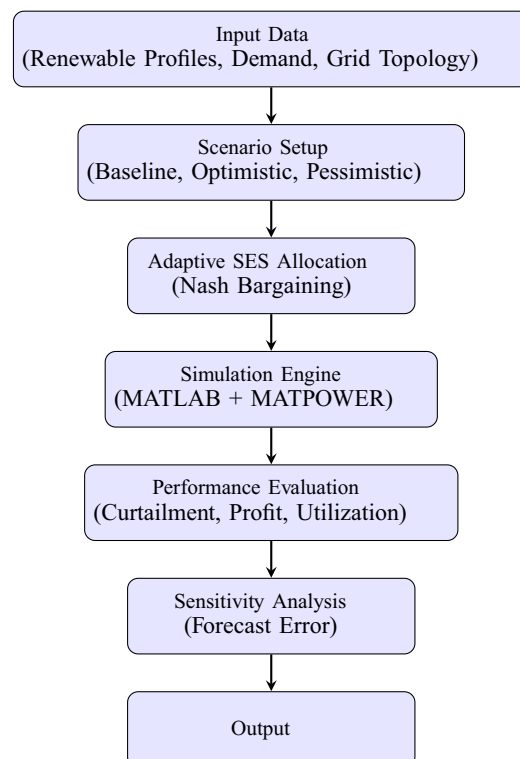 Input Data
(Renewable Profiles, Demand, Grid Topology)
Scenario Setup
(Baseline, Optimistic, Pessimistic)
Adaptive SES Allocation
(Nash Bargaining)
Simulation Engine
(MATLAB + MATPOWER)
Performance Evaluation
(Curtailment, Profit, Utilization)
Sensitivity Analysis
(Forecast Error)
Output